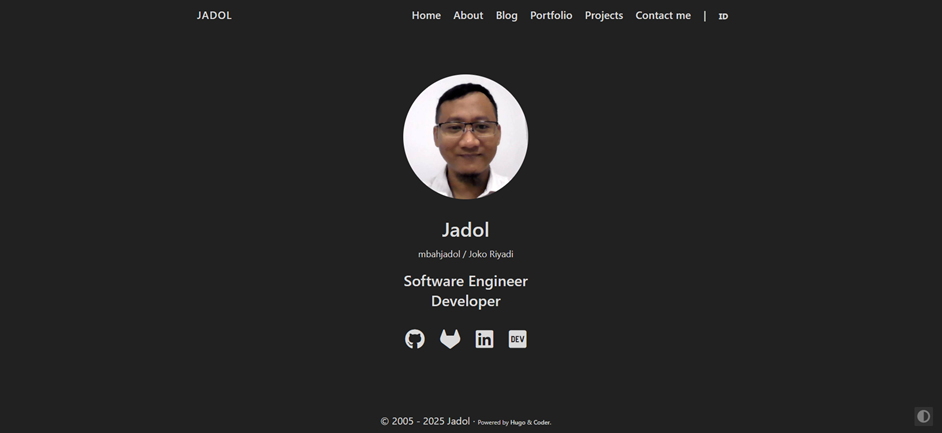 JADOL Home About Blog Portfolio Projects Contact me | ID
Jadol
mbahjadol / Joko Riyadi
Software Engineer
Developer
DEV
© 2005 - 2025 Jadol · Powered by Hugo & Coder.